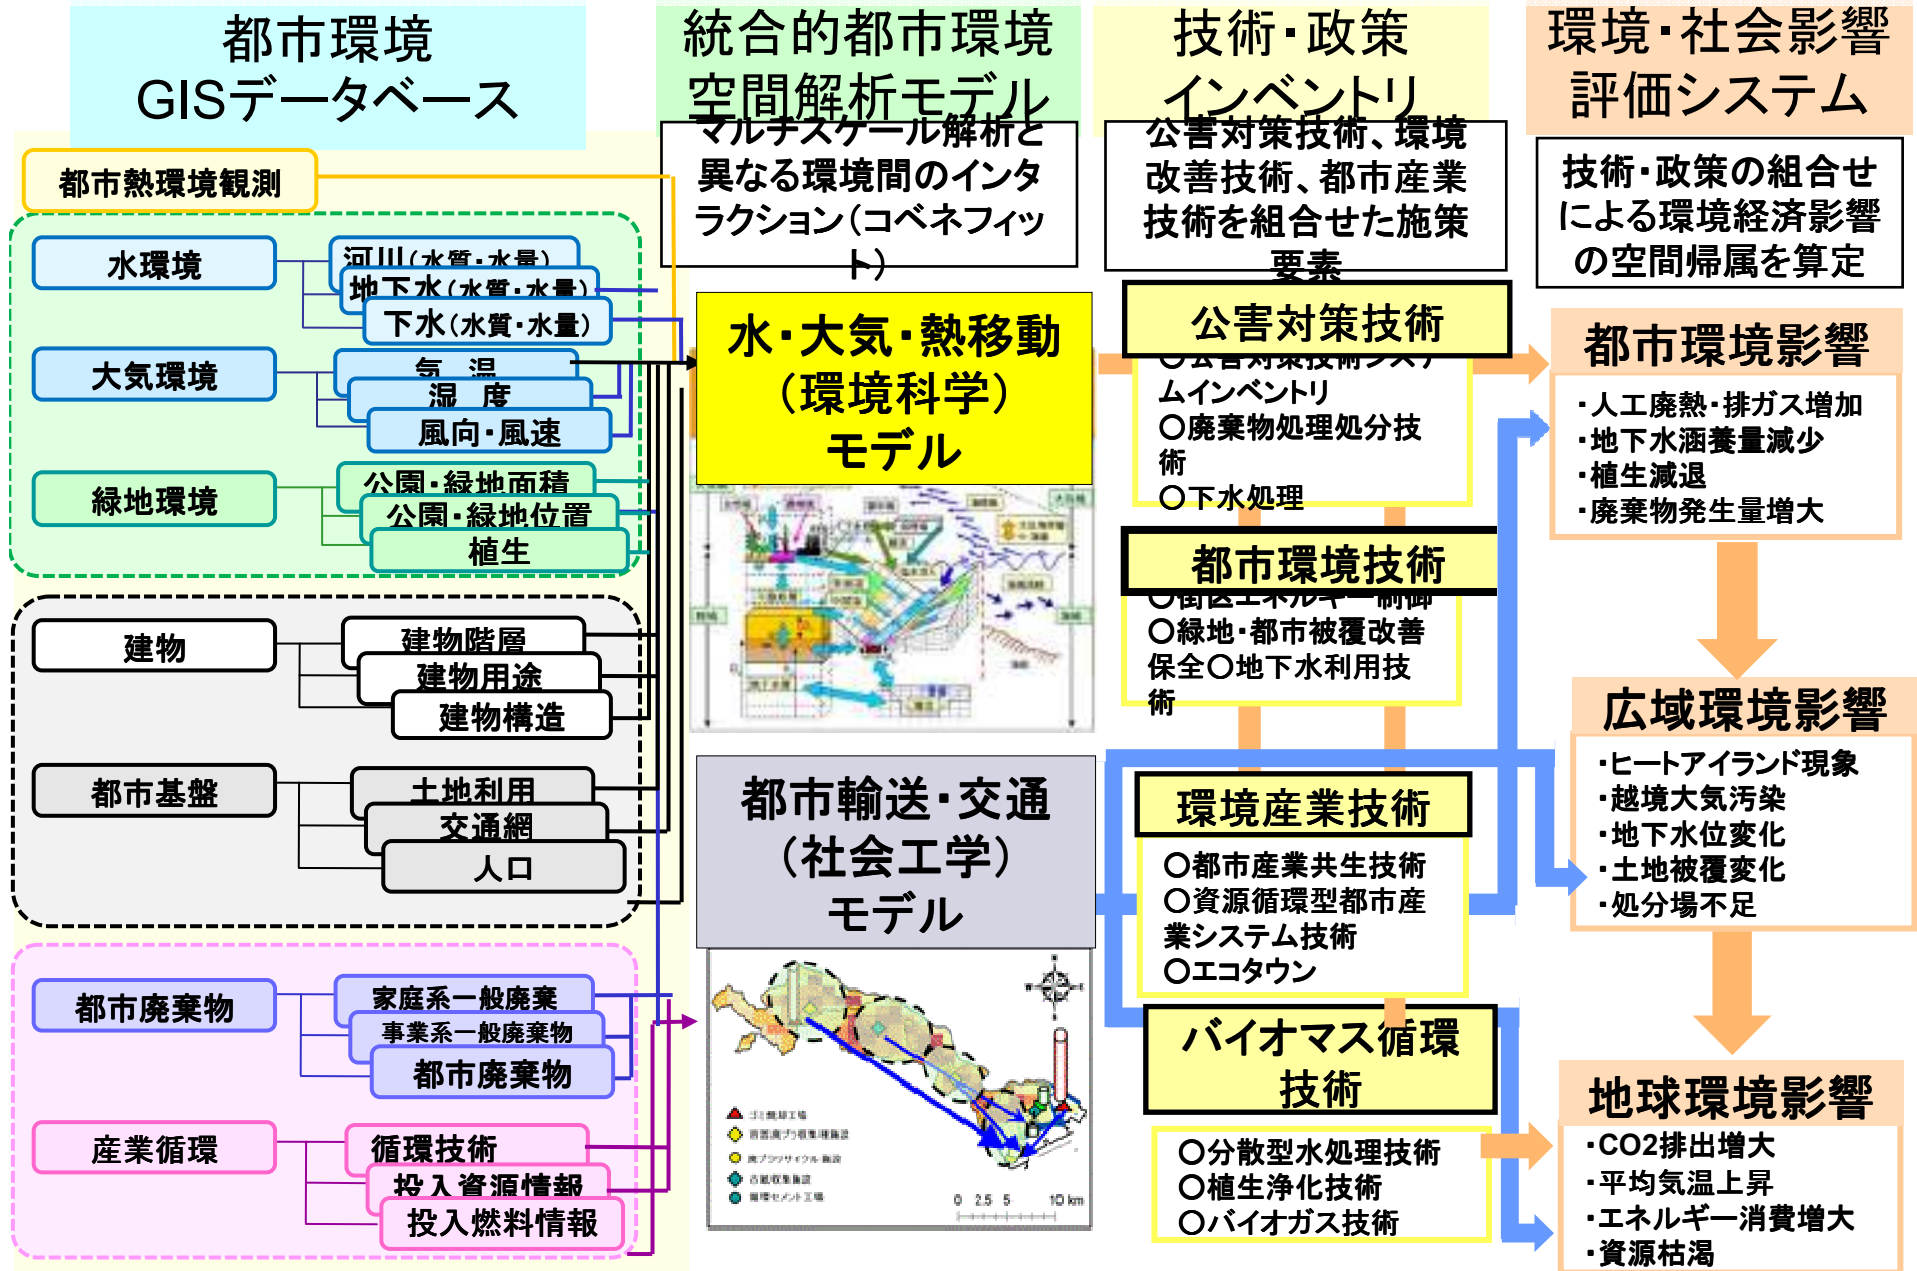 都市環境
GISデータベース
都市熱環境観測
水環境
河川(水質・水量)
地下水(水質・水量)
下水(水質・水量)
大気環境
気 温
湿 度
風向・風速
緑地環境
公園・緑地面積
公園・緑地位置
植生
建物
建物階層
建物用途
建物構造
都市基盤
土地利用
交通網
人口
都市廃棄物
家庭系一般廃棄
事業系一般廃棄物
都市廃棄物
産業循環
循環技術
投入資源情報
投入燃料情報
統合的都市環境
空間解析モデル
マルチスケール解析と
異なる環境間のインタ
ラクション(コベネフィッ
ト)
水・大気・熱移動
(環境科学)
モデル
都市輸送・交通
(社会工学)
モデル
0 2.5 5 10 km
技術・政策
インベントリ
公害対策技術、環境
改善技術、都市産業
技術を組合せた施策
要素
公害対策技術
○公害対策技術システ
ムインベントリ
○廃棄物処理処分技
術
○下水処理
都市環境技術
○街区エネルギー制御
○緑地・都市被覆改善
保全○地下水利用技
術
環境産業技術
○都市産業共生技術
○資源循環型都市産
業システム技術
○エコタウン
バイオマス循環
技術
○分散型水処理技術
○植生浄化技術
○バイオガス技術
環境・社会影響
評価システム
技術・政策の組合せ
による環境経済影響
の空間帰属を算定
都市環境影響
・人工廃熱・排ガス増加
・地下水涵養量減少
・植生減退
・廃棄物発生量増大
広域環境影響
・ヒートアイランド現象
・越境大気汚染
・地下水位変化
・土地被覆変化
・処分場不足
地球環境影響
・CO2排出増大
・平均気温上昇
・エネルギー消費増大
・資源枯渇